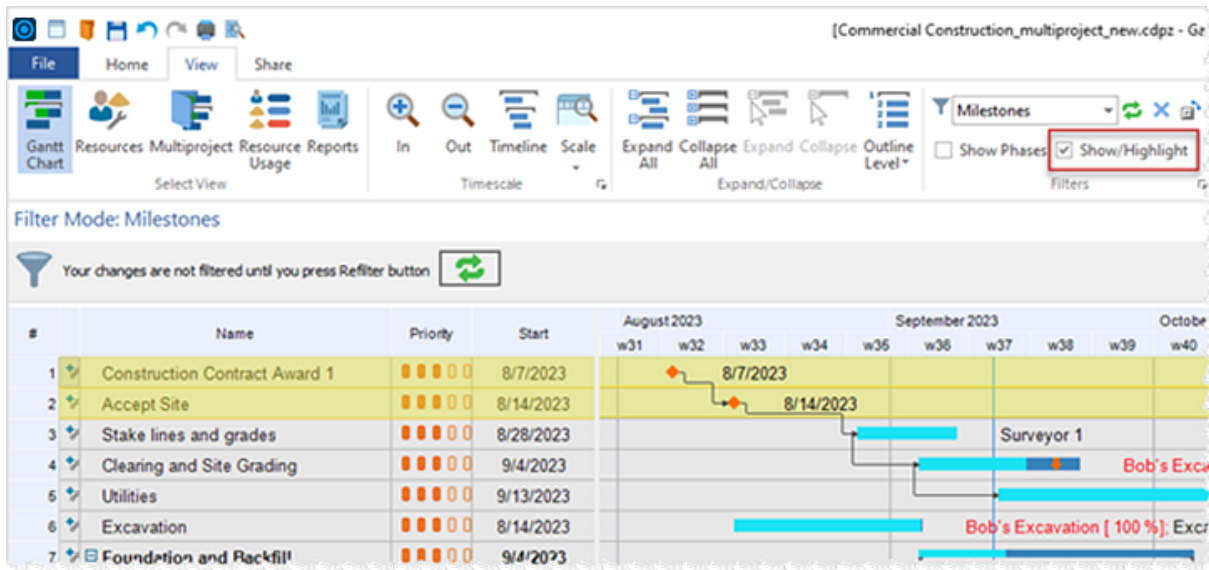 [Commercial Construction_multiproject_new.cdpz - Ga
File Home View Share
Gantt Chart Resources Multiproject Resource Usage Reports In Out Timeline Scale Expand All Collapse All Expand Collapse Outline Level Milestones
Show Phases Show/Highlight
Select View Timescale Expand/Collapse Filters
Filter Mode: Milestones
Your changes are not filtered until you press Refilter button
# Name Priority Start August 2023 September 2023 Octobe
w31 w32 w33 w34 w35 w36 w37 w38 w39 w40
1 Construction Contract Award 1 8/7/2023 8/7/2023
2 Accept Site 8/14/2023 8/14/2023
3 Stake lines and grades 8/28/2023 Surveyor 1
4 Clearing and Site Grading 9/4/2023 Bob's Exca
5 Utilities 9/13/2023
6 Excavation 8/14/2023 Bob's Excavation [ 100 %]; Excr
7 Foundation and Backfill 9/4/2023